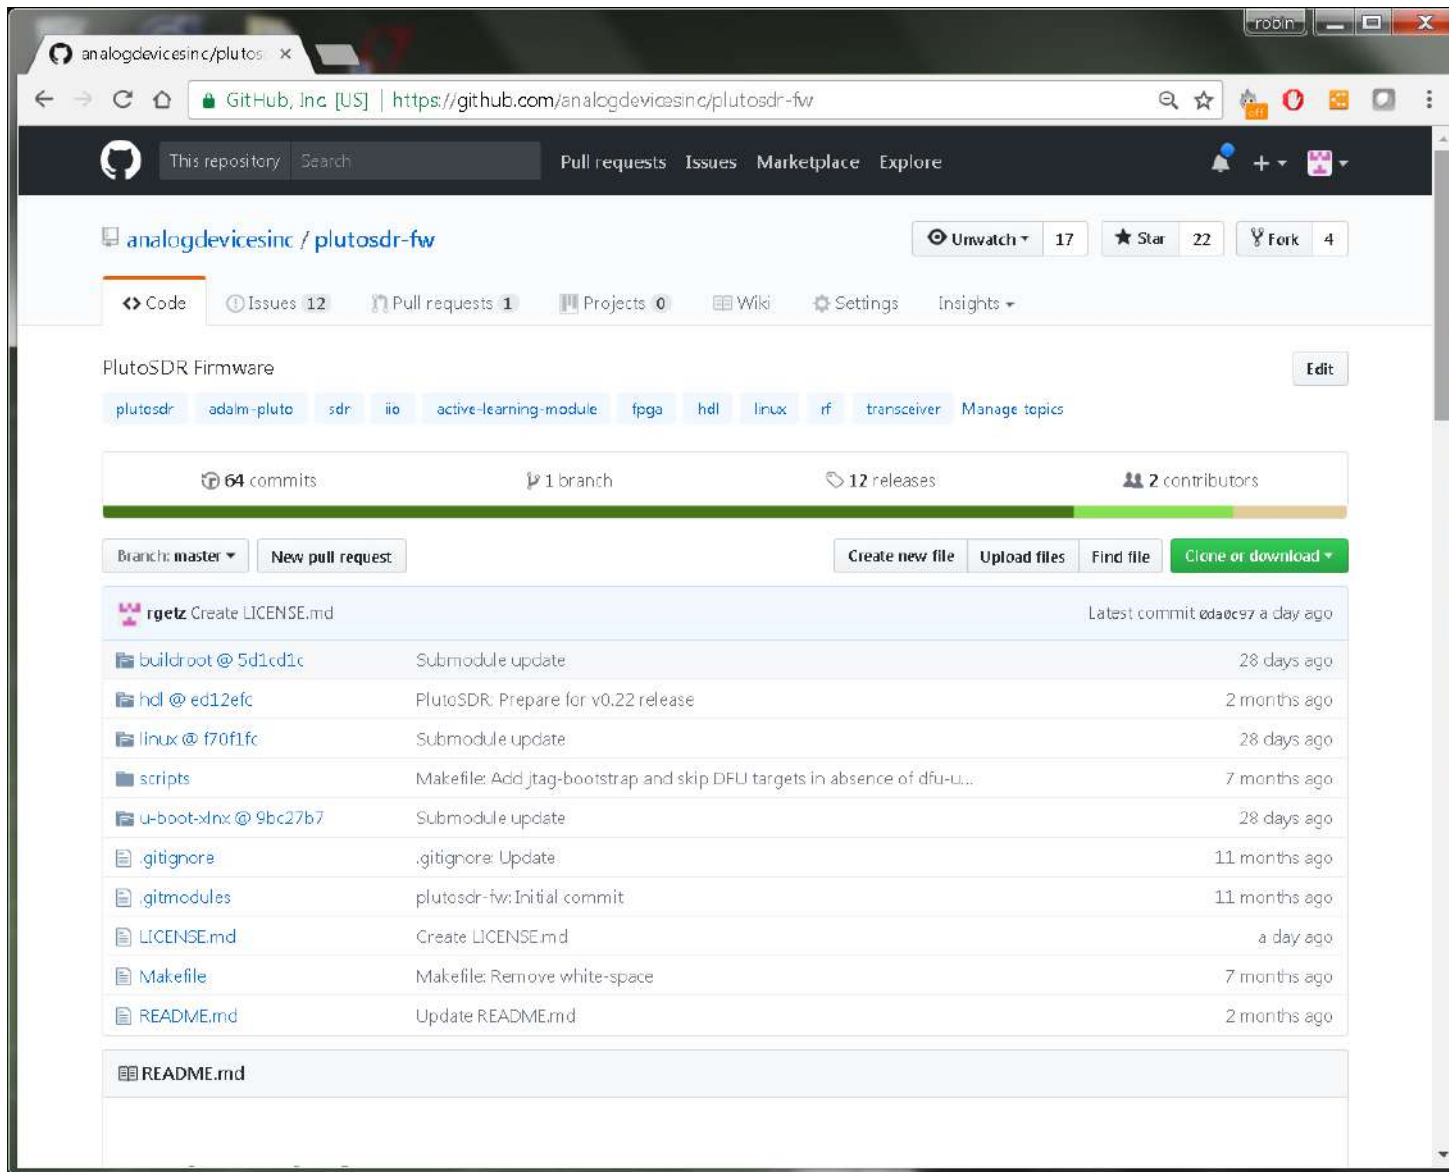 robin
analogdevicesinc/plutos
GitHub, Inc. [US] | https://github.com/analogdevicesinc/plutosdr-fw
off
This repository Search Pull requests Issues Marketplace Explore
analogdevicesinc / plutosdr-fw Unwatch 17 Star 22 Fork 4
Code Issues 12 Pull requests 1 Projects 0 Wiki Settings Insights
PlutoSDR Firmware Edit
plutosdr adalm-pluto sdr iio active-learning-module fpga hdl linux rf transceiver Manage topics
64 commits 1 branch 12 releases 2 contributors
Branch: master New pull request Create new file Upload files Find file Clone or download
rgetz Create LICENSE.md Latest commit 0da0c97 a day ago
buildroot @ 5d1cd1c Submodule update 28 days ago
hdl @ ed12efc PlutoSDR: Prepare for v0.22 release 2 months ago
linux @ f70f1fc Submodule update 28 days ago
scripts Makefile: Add jtag-bootstrap and skip DFU targets in absence of dfu-u... 7 months ago
u-boot-xlnx @ 9bc27b7 Submodule update 28 days ago
.gitignore .gitignore: Update 11 months ago
.gitmodules plutosdr-fw: Initial commit 11 months ago
LICENSE.md Create LICENSE.md a day ago
Makefile Makefile: Remove white-space 7 months ago
README.md Update README.md 2 months ago
README.md